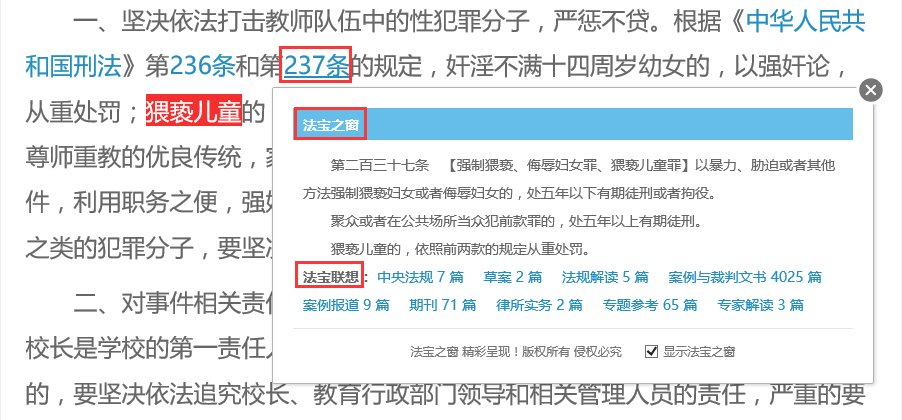 一、坚决依法打击教师队伍中的性犯罪分子，严惩不贷。根据《中华人民共
和国刑法》第236条和第237条的规定，奸淫不满十四周岁幼女的，以强奸论，
从重处罚；猥亵儿童的
尊师重教的优良传统，
件，利用职务之便，强
之类的犯罪分子，要坚
二、对事件相关责
校长是学校的第一责任
的，要坚决依法追究校长、教育行政部门领导和相关管理人员的责任，严重的要
法宝之窗
第二百三十七条 【强制猥亵、侮辱妇女罪、猥亵儿童罪】以暴力、胁迫或者其他
方法强制猥亵妇女或者侮辱妇女的，处五年以下有期徒刑或者拘役。
聚众或者在公共场所当众犯前款罪的，处五年以上有期徒刑。
猥亵儿童的，依照前两款的规定从重处罚。
法宝联想： 中央法规 7 篇 草案 2 篇 法规解读 5 篇 案例与裁判文书 4025 篇
案例报道 9 篇 期刊 71 篇 律所实务 2 篇 专题参考 65 篇 专家解读 3 篇
法宝之窗 精彩呈现！版权所有 侵权必究 显示法宝之窗